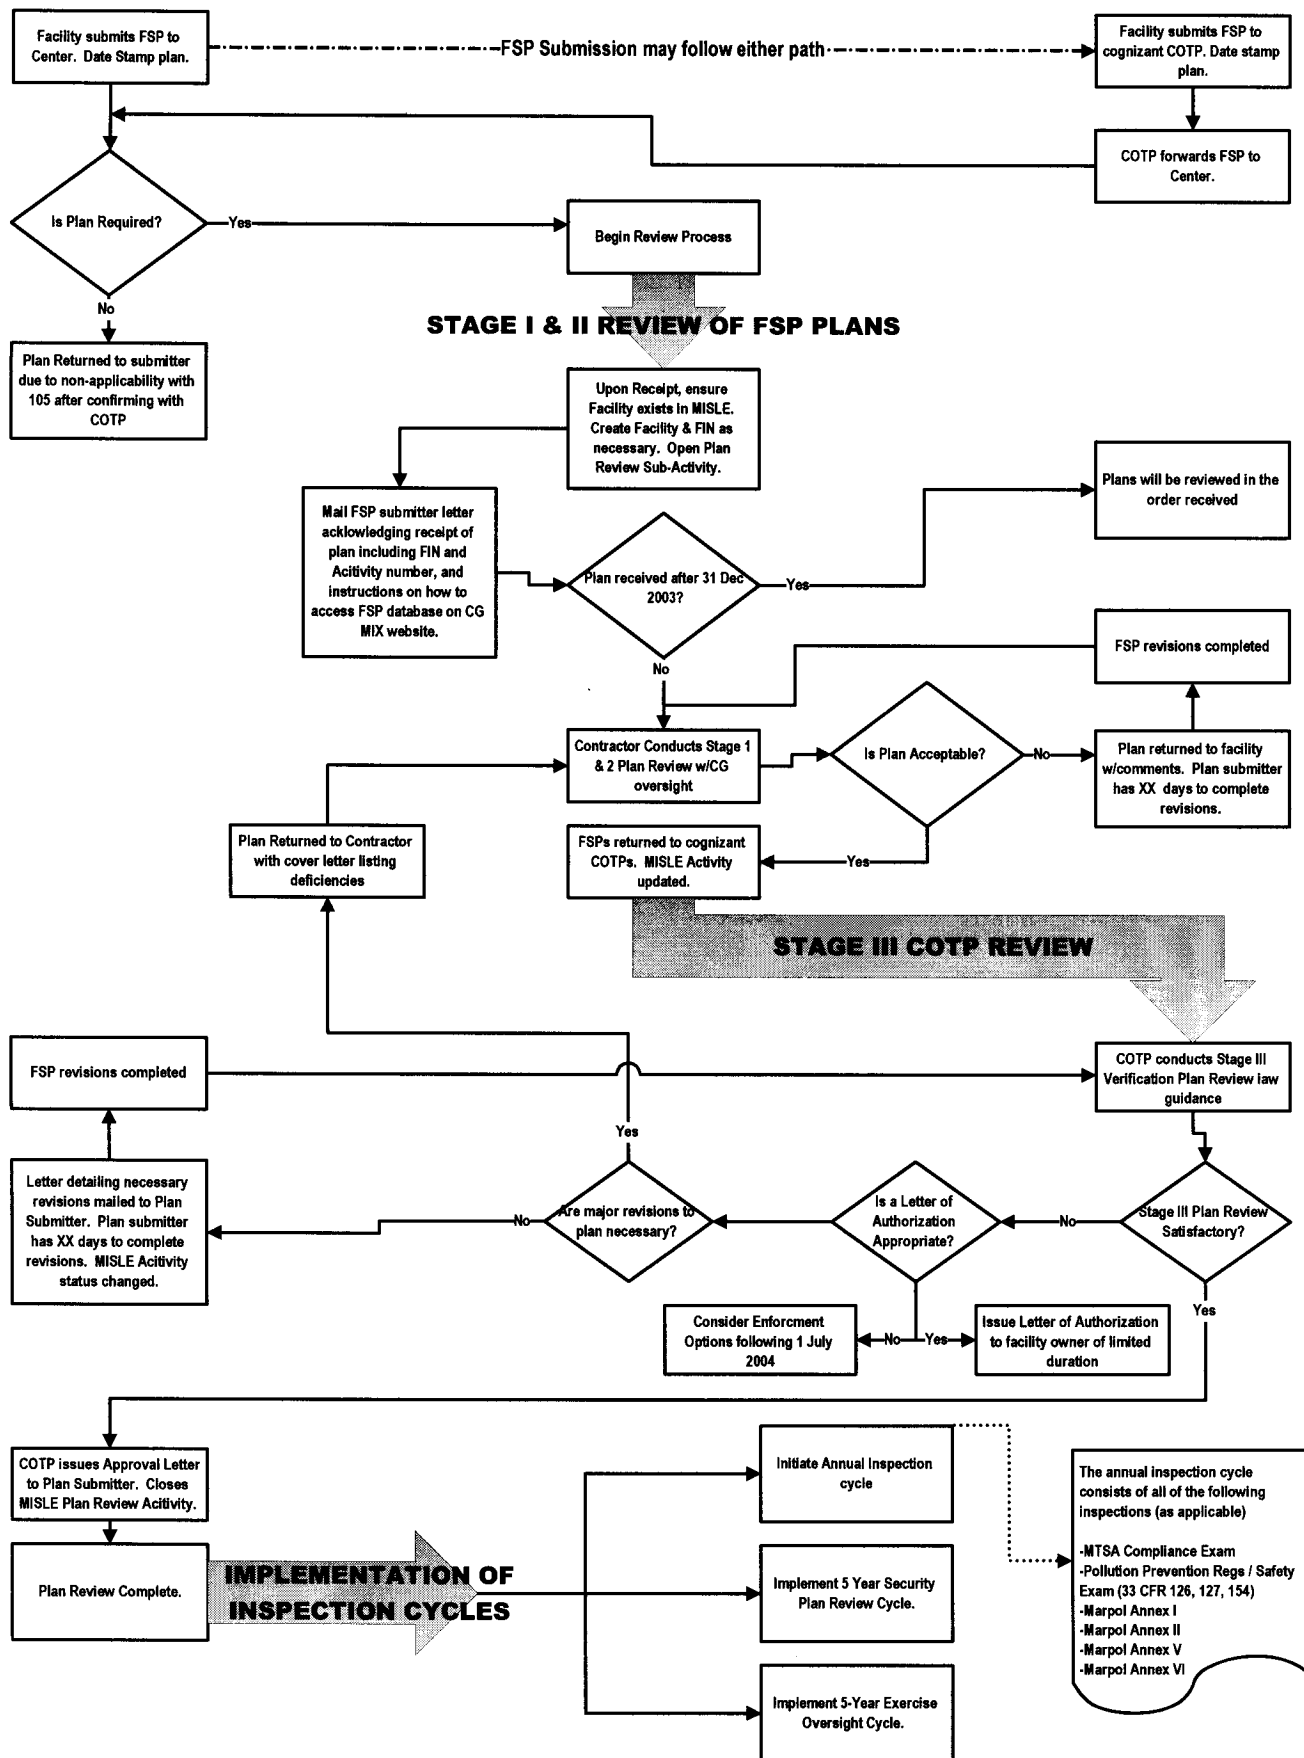 Facility submits FSP to
Center. Date Stamp plan.
FSP Submission may follow either path
Facility submits FSP to
cognizant COTP. Date stamp
plan.
COTP forwards FSP to
Center.
Is Plan Required?
Yes
Begin Review Process
No
STAGE I & II REVIEW OF FSP PLANS
Plan Returned to submitter
due to non-applicability with
105 after confirming with
COTP
Upon Receipt, ensure
Facility exists in MISLE.
Create Facility & FIN as
necessary. Open Plan
Review Sub-Activity.
Mail FSP submitter letter
acklowledging receipt of
plan including FIN and
Acitivity number, and
instructions on how to
access FSP database on CG
MIX website.
Plan received after 31 Dec
2003?
Yes
Plans will be reviewed in the
order received
No
FSP revisions completed
Contractor Conducts Stage 1
& 2 Plan Review w/CG
oversight
Is Plan Acceptable?
No
Plan returned to facility
w/comments. Plan submitter
has XX days to complete
revisions.
Plan Returned to Contractor
with cover letter listing
deficiencies
FSPs returned to cognizant
COTPs. MISLE Activity
updated.
Yes
STAGE III COTP REVIEW
FSP revisions completed
COTP conducts Stage III
Verification Plan Review iaw
guidance
Yes
Letter detailing necessary
revisions mailed to Plan
Submitter. Plan submitter
has XX days to complete
revisions. MISLE Acitivity
status changed.
No
Are major revisions to
plan necessary?
Is a Letter of
Authorization
Appropriate?
No
Stage III Plan Review
Satisfactory?
Yes
Consider Enforcment
Options following 1 July
2004
No
Yes
Issue Letter of Authorization
to facility owner of limited
duration
COTP issues Approval Letter
to Plan Submitter. Closes
MISLE Plan Review Acitivity.
Initiate Annual Inspection
cycle
The annual inspection cycle
consists of all of the following
inspections (as applicable)
-MTSA Compliance Exam
-Pollution Prevention Regs / Safety
Exam (33 CFR 126, 127, 154)
-Marpol Annex I
-Marpol Annex II
-Marpol Annex V
-Marpol Annex VI
Plan Review Complete.
IMPLEMENTATION OF
INSPECTION CYCLES
Implement 5 Year Security
Plan Review Cycle.
Implement 5-Year Exercise
Oversight Cycle.